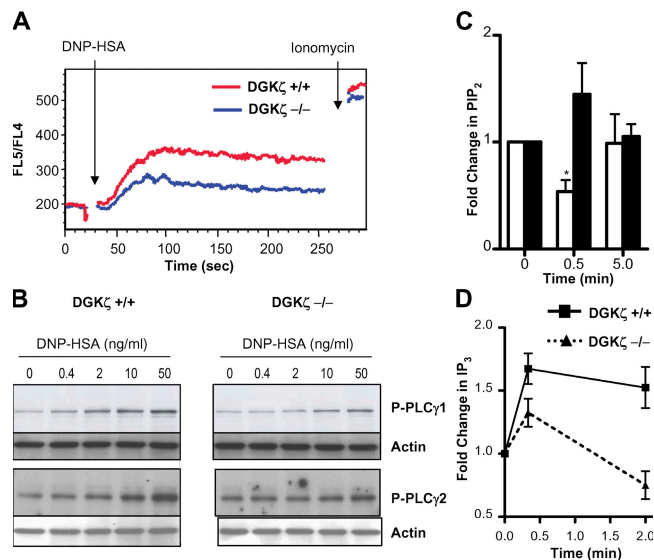 A
DNP-HSA
Ionomycin
DGKζ +/+
DGKζ –/–
FL5/FL4
500
400
300
200
0 50 100 150 200 250
Time (sec)
B
DGKζ +/+ DGKζ –/–
DNP-HSA (ng/ml) DNP-HSA (ng/ml)
0 0.4 2 10 50 0 0.4 2 10 50
P-PLCγ1
Actin
P-PLCγ2
Actin
C
Fold Change in PIP2
2
1
0
*
0 0.5 5.0
Time (min)
D
DGKζ +/+
DGKζ –/–
Fold Change in IP3
2.0
1.5
1.0
0.5
0.0 0.5 1.0 1.5 2.0
Time (min)